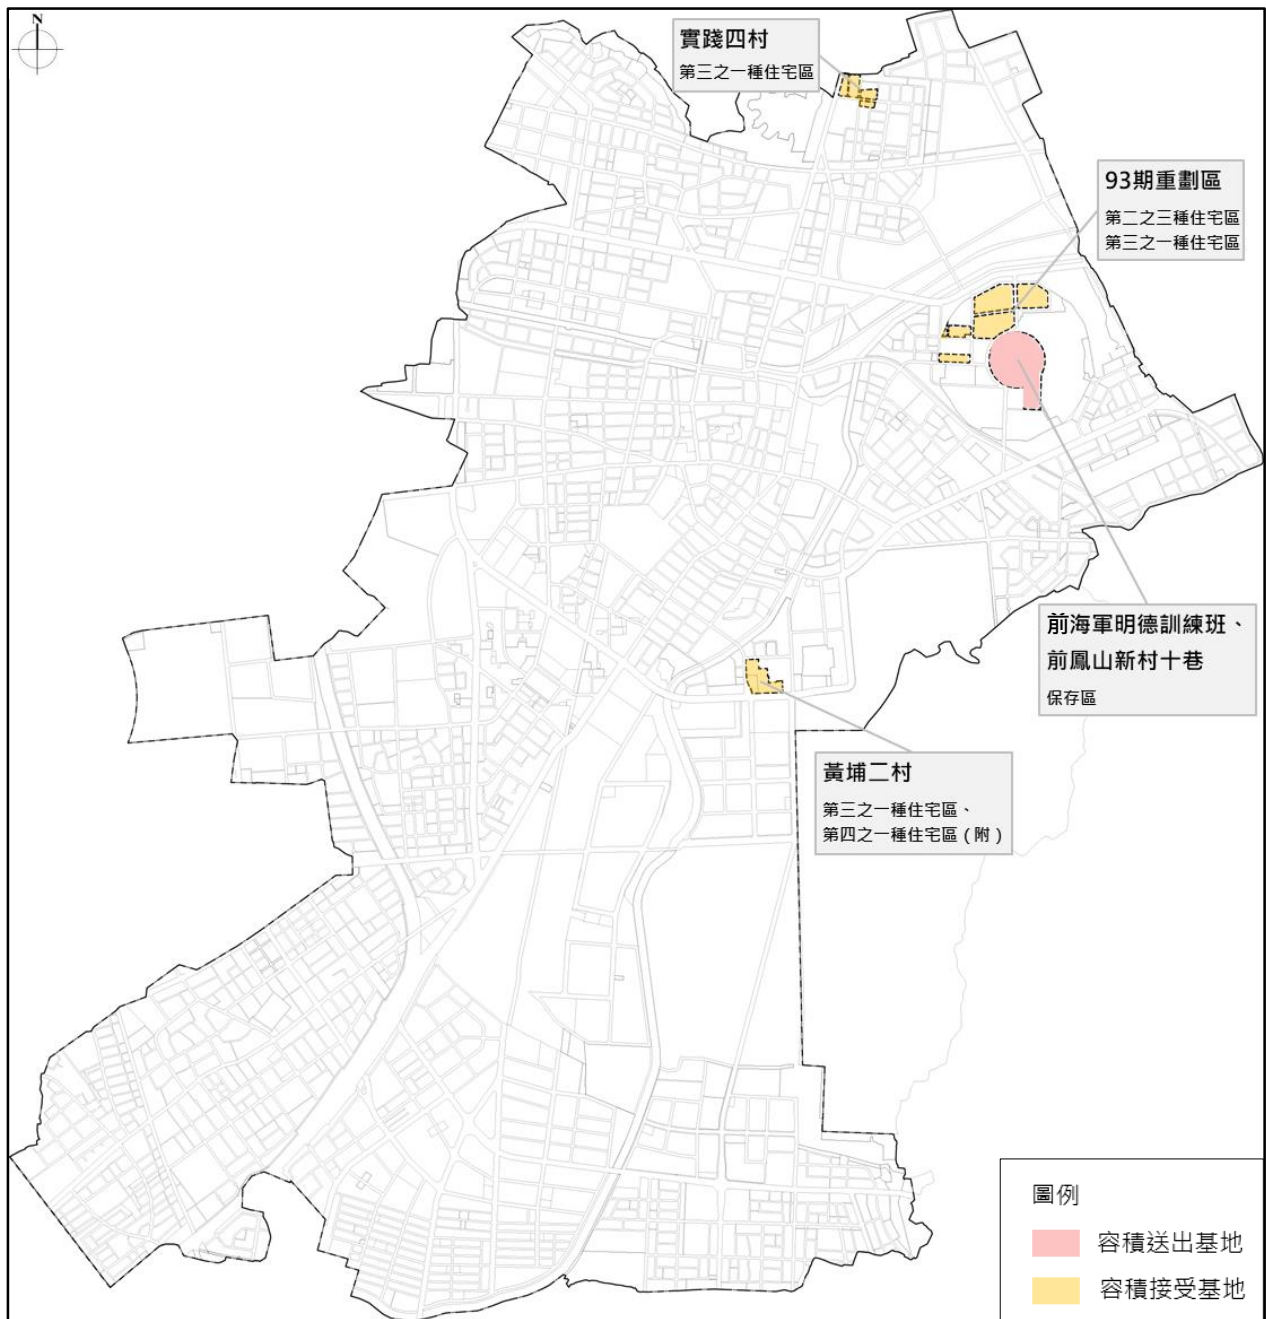 N
實踐四村
第三之一種住宅區
93期重劃區
第二之三種住宅區
第三之一種住宅區
前海軍明德訓練班、
前鳳山新村十巷
保存區
黃埔二村
第三之一種住宅區、
第四之一種住宅區(附)
圖例
容積送出基地
容積接受基地